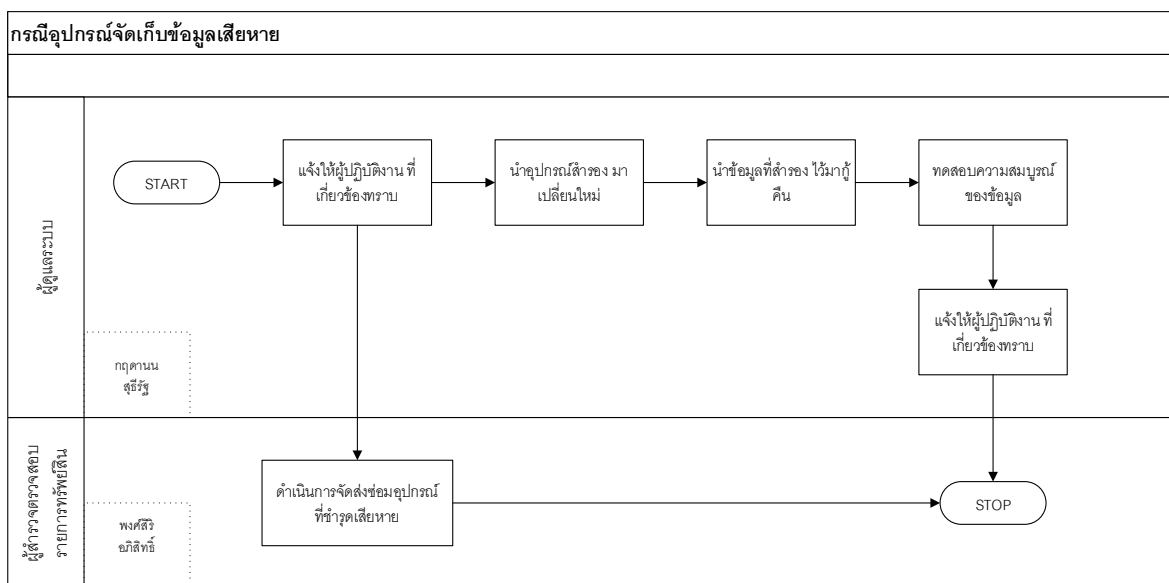 กรณีอุปกรณ์จัดเก็บข้อมูลเสียหาย
ผู้ดูแลระบบ
START
แจ้งให้ผู้ปฏิบัติงาน ที่
เกี่ยวข้องทราบ
นำอุปกรณ์สำรอง มา
เปลี่ยนใหม่
นำข้อมูลที่สำรอง ไว้มากู้
คืน
ทดสอบความสมบูรณ์
ของข้อมูล
แจ้งให้ผู้ปฏิบัติงาน ที่
เกี่ยวข้องทราบ
กฤตานน
สุธีรัฐ
ผู้สำรวจตรวจสอบ
รายการทรัพย์สิน
ดำเนินการจัดส่งซ่อมอุปกรณ์
ที่ชำรุดเสียหาย
STOP
พงศ์สิริ
อภิสิทธิ์